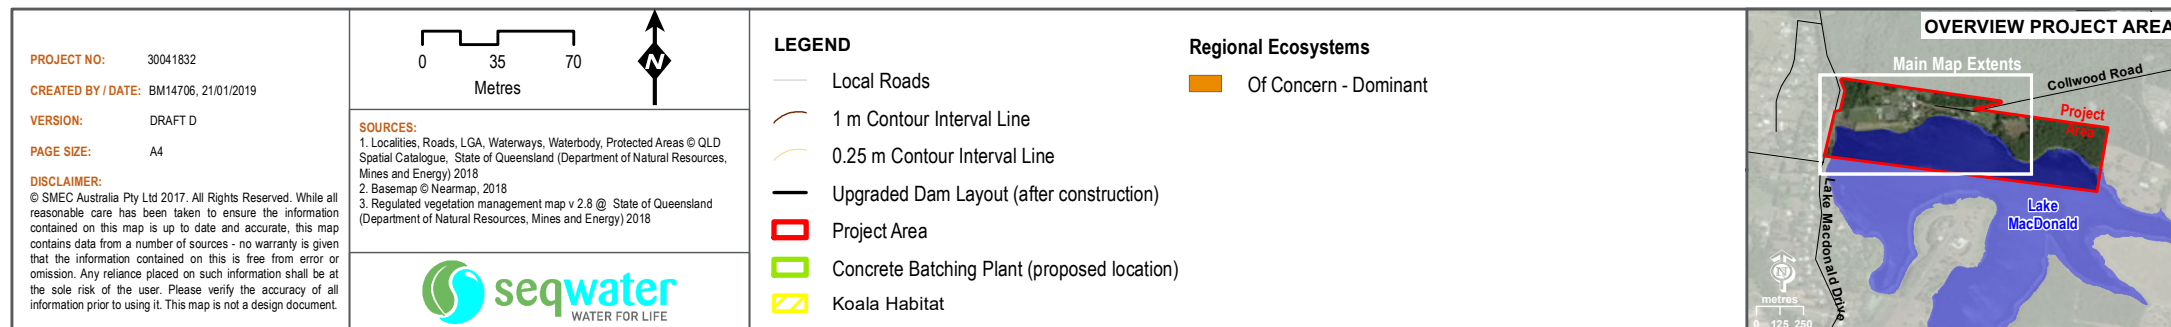 PROJECT NO: 30041832
CREATED BY / DATE: BM14706, 21/01/2019
VERSION: DRAFT D
PAGE SIZE: A4
DISCLAIMER:
© SMEC Australia Pty Ltd 2017. All Rights Reserved. While all
reasonable care has been taken to ensure the information
contained on this map is up to date and accurate, this map
contains data from a number of sources - no warranty is given
that the information contained on this is free from error or
omission. Any reliance placed on such information shall be at
the sole risk of the user. Please verify the accuracy of all
information prior to using it. This map is not a design document.
0 35 70
Metres
N
SOURCES:
1. Localities, Roads, LGA, Waterways, Waterbody, Protected Areas © QLD
Spatial Catalogue, State of Queensland (Department of Natural Resources,
Mines and Energy) 2018
2. Basemap © Nearmap, 2018
3. Regulated vegetation management map v 2.8 @ State of Queensland
(Department of Natural Resources, Mines and Energy) 2018
seqwater
WATER FOR LIFE
LEGEND
Local Roads
1 m Contour Interval Line
0.25 m Contour Interval Line
Upgraded Dam Layout (after construction)
Project Area
Concrete Batching Plant (proposed location)
Koala Habitat
Regional Ecosystems
Of Concern - Dominant
OVERVIEW PROJECT AREA
Main Map Extents
Collwood Road
Project
Area
Lake
MacDonald
Lake Macdonald Drive
N
metres
0 125 250